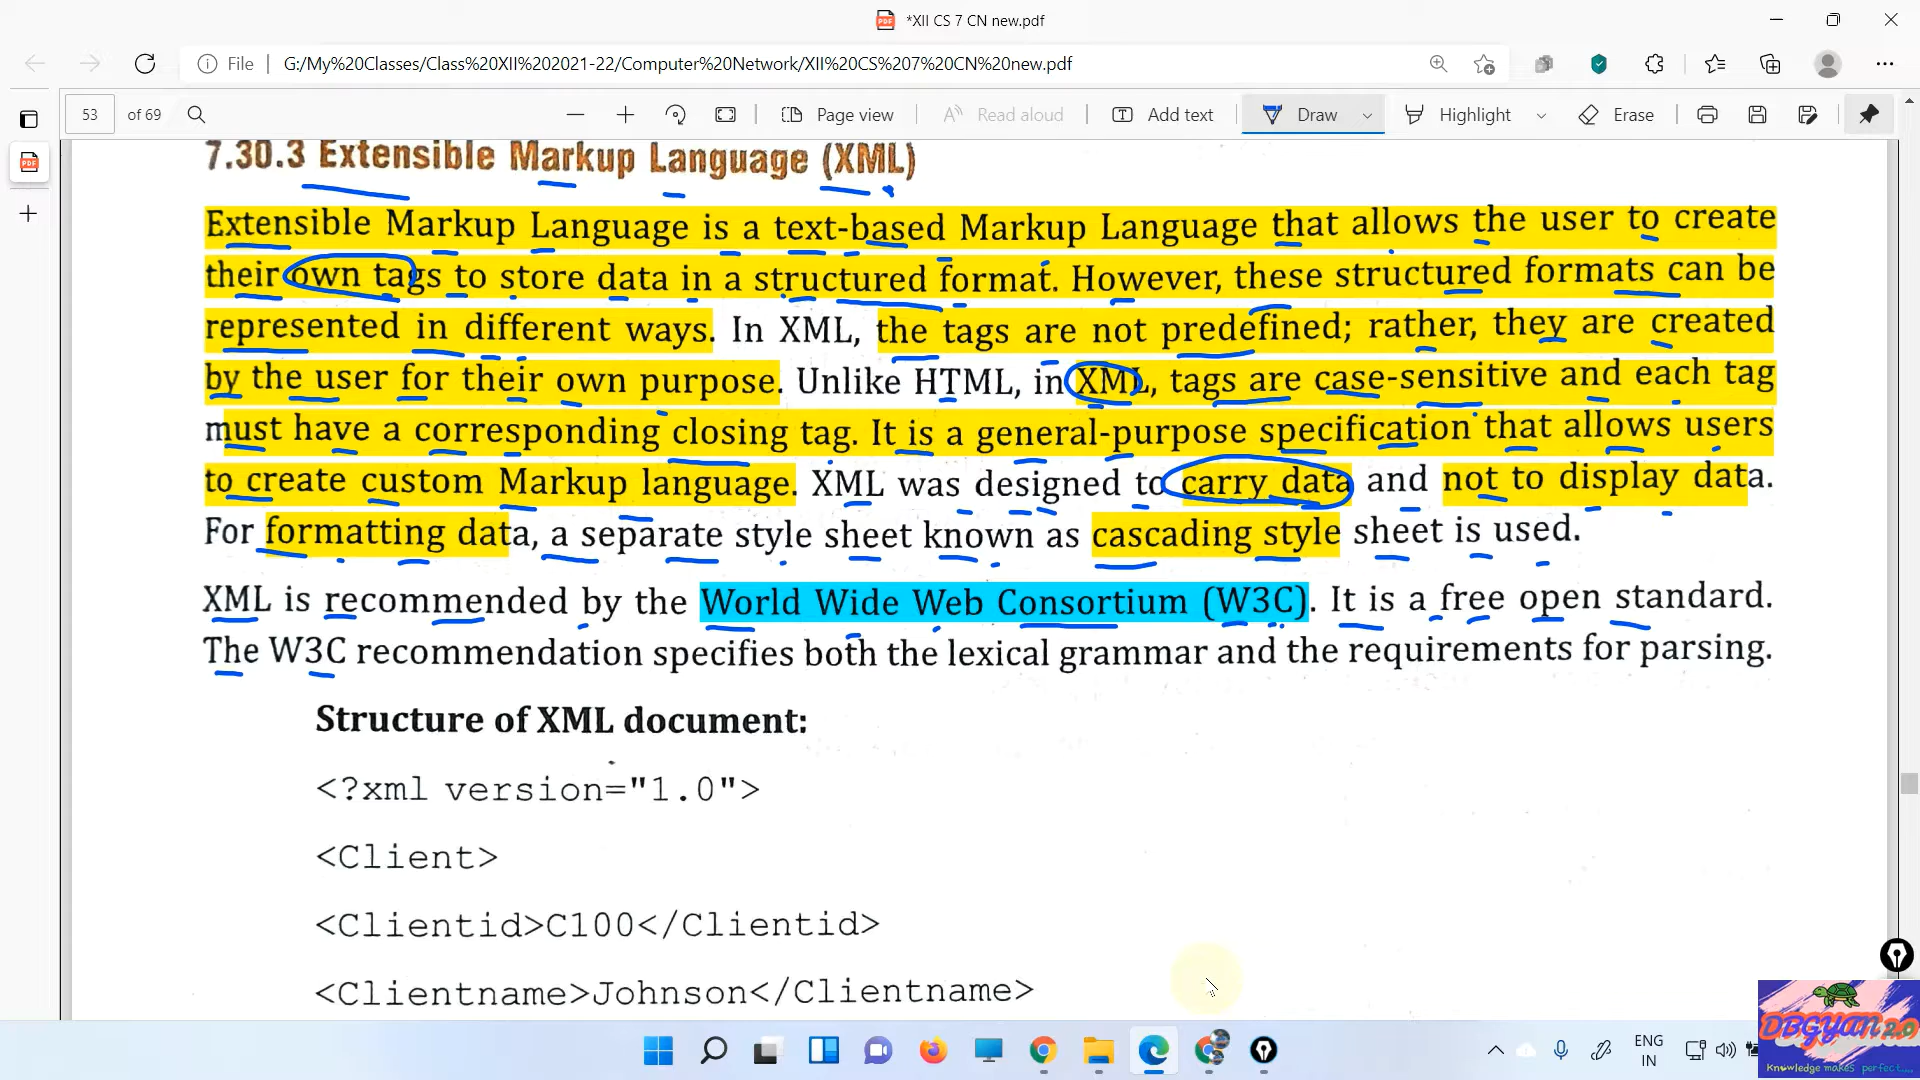 *XII CS 7 CN new.pdf
File G:/My%20Classes/Class%20XII%202021-22/Computer%20Network/XII%20CS%207%20CN%20new.pdf
53 of 69 Page view Read aloud Add text Draw Highlight Erase
7.30.3 Extensible Markup Language (XML)
Extensible Markup Language is a text-based Markup Language that allows the user to create
their own tags to store data in a structured format. However, these structured formats can be
represented in different ways. In XML, the tags are not predefined; rather, they are created
by the user for their own purpose. Unlike HTML, in XML, tags are case-sensitive and each tag
must have a corresponding closing tag. It is a general-purpose specification that allows users
to create custom Markup language. XML was designed to carry data and not to display data.
For formatting data, a separate style sheet known as cascading style sheet is used.
XML is recommended by the World Wide Web Consortium (W3C). It is a free open standard.
The W3C recommendation specifies both the lexical grammar and the requirements for parsing.
Structure of XML document:
<?xml version="1.0">
<Client>
<Clientid>C100</Clientid>
<Clientname>Johnson</Clientname>
DBGyan 2.0
Knowledge makes perfect....
ENG
IN